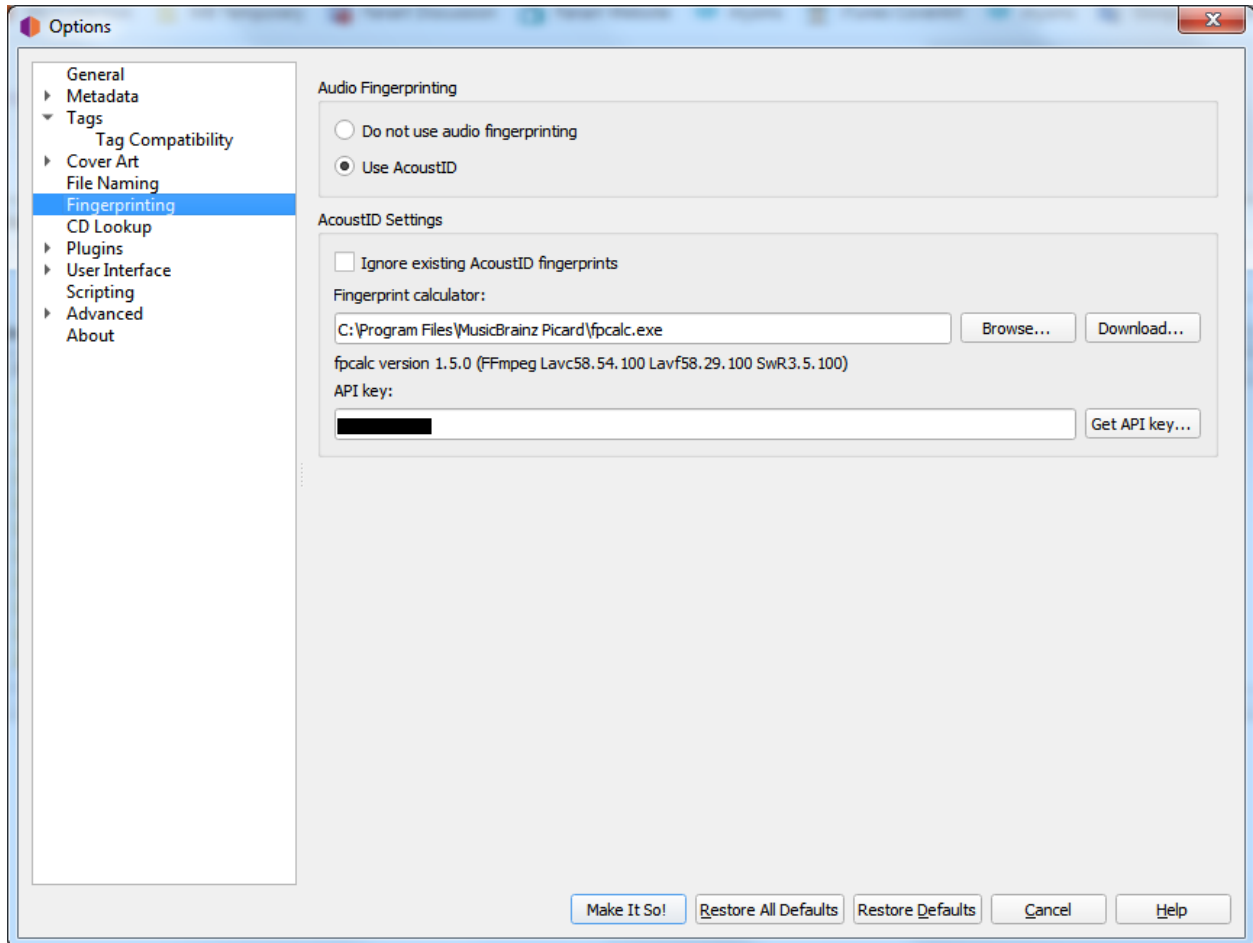 Options
General
Metadata
Tags
Tag Compatibility
Cover Art
File Naming
Fingerprinting
CD Lookup
Plugins
User Interface
Scripting
Advanced
About
Audio Fingerprinting
Do not use audio fingerprinting
Use AcoustID
AcoustID Settings
Ignore existing AcoustID fingerprints
Fingerprint calculator:
C:\Program Files\MusicBrainz Picard\fpcalc.exe Browse... Download...
fpcalc version 1.5.0 (FFmpeg Lavc58.54.100 Lavf58.29.100 SwR3.5.100)
API key:
Get API key...
Make It So! Restore All Defaults Restore Defaults Cancel Help